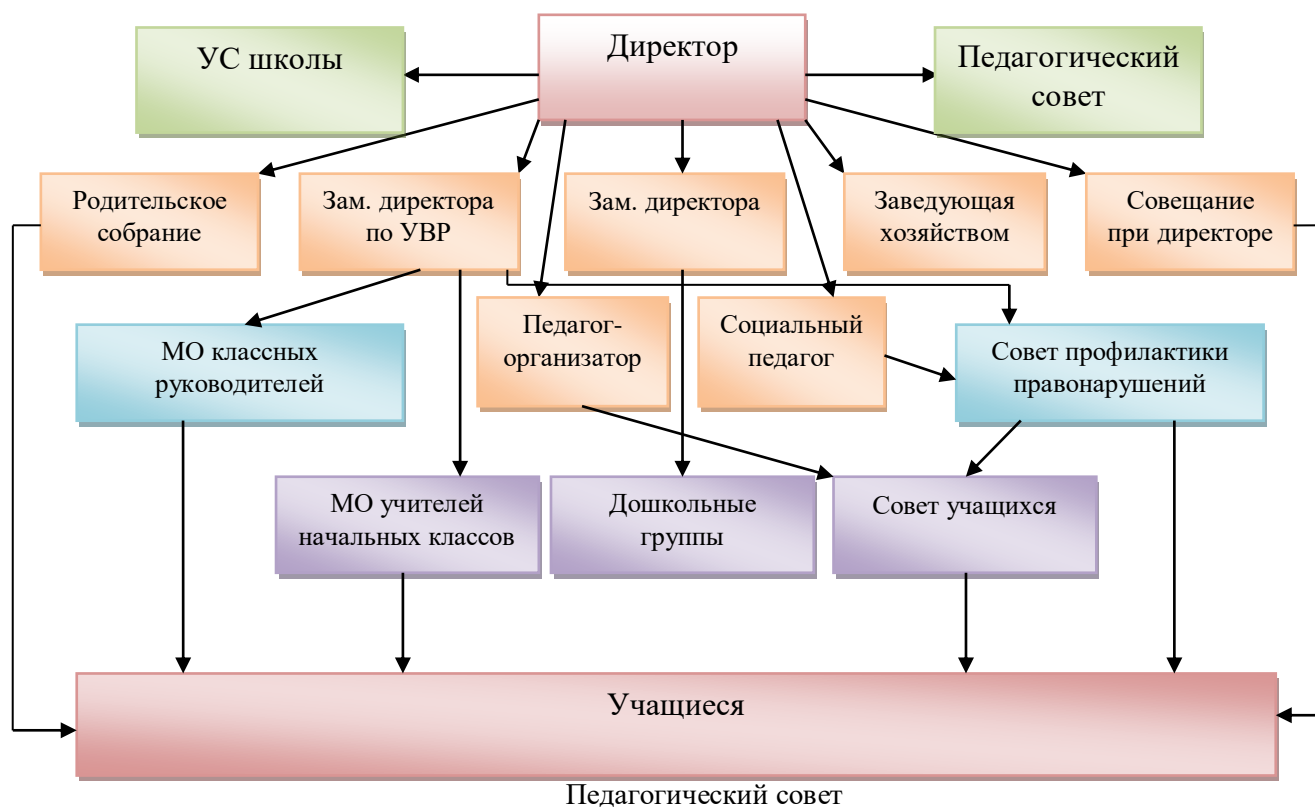 УС школы
Директор
Педагогический
совет
Родительское
собрание
Зам. директора
по УВР
Зам. директора
Заведующая
хозяйством
Совещание
при директоре
МО классных
руководителей
Педагог-
организатор
Социальный
педагог
Совет профилактики
правонарушений
МО учителей
начальных классов
Дошкольные
группы
Совет учащихся
Учащиеся
Педагогический совет